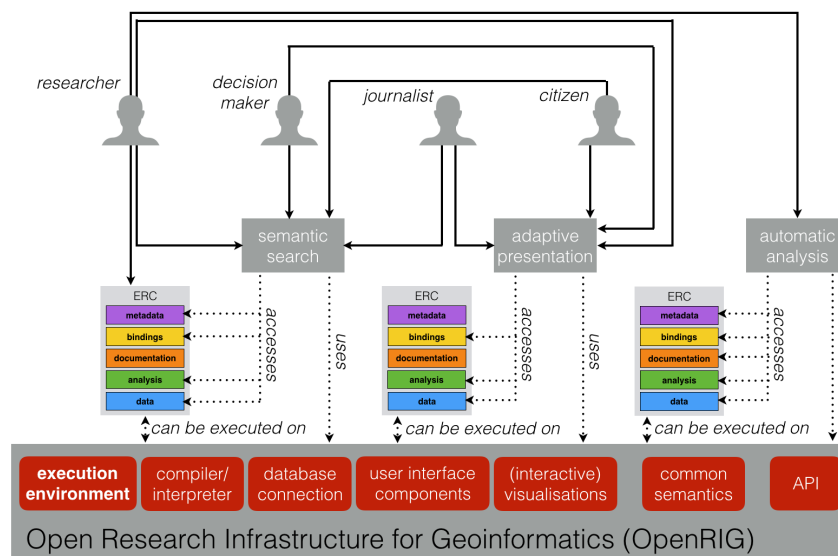 researcher
decision
maker
journalist
citizen
semantic
search
adaptive
presentation
automatic
analysis
ERC
metadata
bindings
documentation
analysis
data
accesses
uses
ERC
metadata
bindings
documentation
analysis
data
accesses
uses
ERC
metadata
bindings
documentation
analysis
data
accesses
can be executed on
can be executed on
can be executed on
execution
environment
compiler/
interpreter
database
connection
user interface
components
(interactive)
visualisations
common
semantics
API
Open Research Infrastructure for Geoinformatics (OpenRIG)